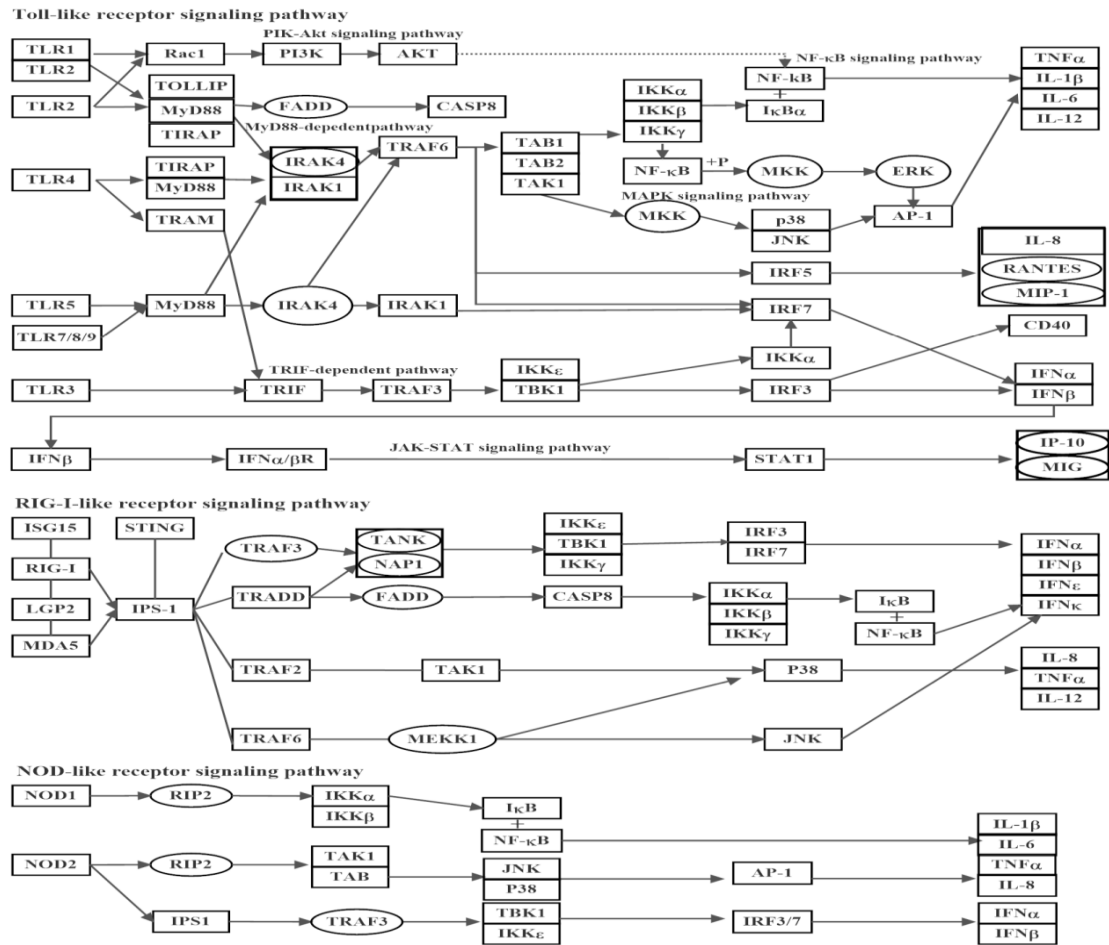 Toll-like receptor signaling pathway
PIK-Akt signaling pathway
TLR1
TLR2
Rac1
PI3K
AKT
NF-κB signaling pathway
TNFα
IL-1β
IL-6
IL-12
TLR2
TOLLIP
MyD88
TIRAP
FADD
CASP8
IKKα
IKKβ
IKKγ
NF-kB
+
IκBα
MyD88-depedentpathway
TLR4
TIRAP
MyD88
IRAK4
IRAK1
TRAF6
TAB1
TAB2
TAK1
NF-κB
+P
MKK
ERK
TRAM
MAPK signaling pathway
MKK
p38
JNK
AP-1
IL-8
RANTES
MIP-1
IRF5
TLR5
TLR7/8/9
MyD88
IRAK4
IRAK1
IRF7
CD40
IKKα
TRIF-dependent pathway
TLR3
TRIF
TRAF3
IKKε
TBK1
IRF3
IFNα
IFNβ
JAK-STAT signaling pathway
IFNβ
IFNα/βR
STAT1
IP-10
MIG
RIG-I-like receptor signaling pathway
ISG15
STING
RIG-I
LGP2
MDA5
IPS-1
TRAF3
TANK
NAP1
IKKε
TBK1
IKKγ
IRF3
IRF7
IFNα
IFNβ
IFNε
IFNκ
TRADD
FADD
CASP8
IKKα
IKKβ
IKKγ
IκB
+
NF-κB
TRAF2
TAK1
P38
IL-8
TNFα
IL-12
TRAF6
MEKK1
JNK
NOD-like receptor signaling pathway
NOD1
RIP2
IKKα
IKKβ
IκB
+
NF-κB
IL-1β
IL-6
TNFα
IL-8
NOD2
RIP2
TAK1
TAB
JNK
P38
AP-1
IPS1
TRAF3
TBK1
IKKε
IRF3/7
IFNα
IFNβ